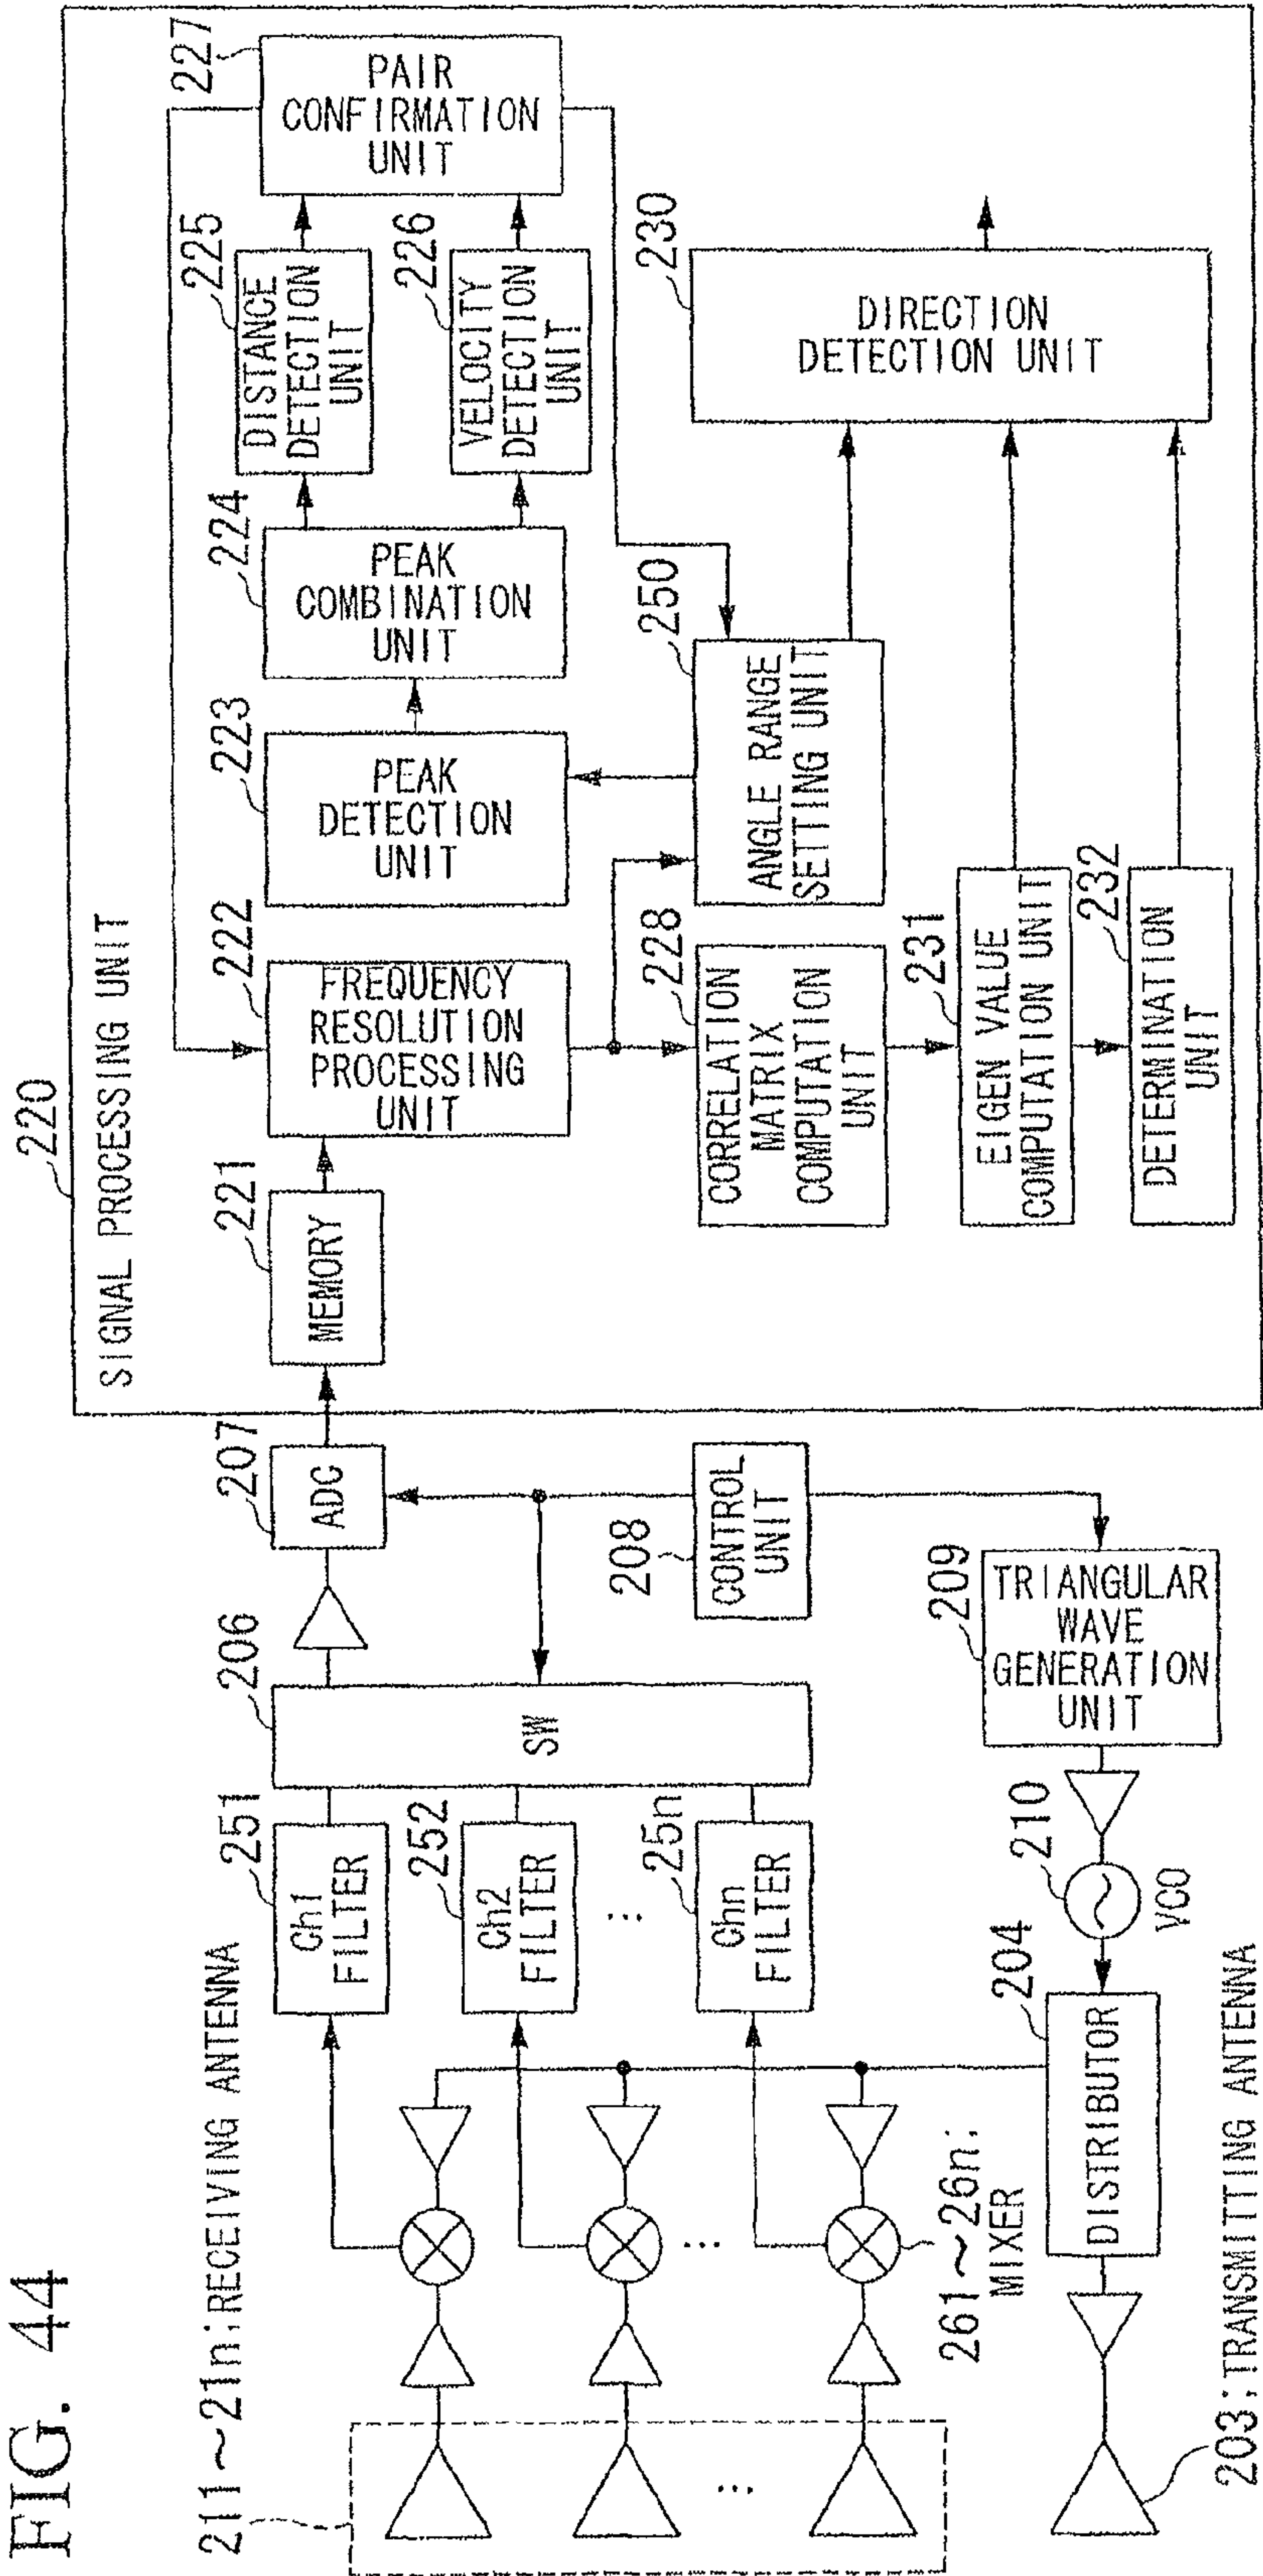 FIG. 44
220
SIGNAL PROCESSING UNIT
211~21n;RECEIVING ANTENNA
251
Ch1
FILTER
252
Ch2
FILTER
...
25n
Chn
FILTER
206
SW
207
ADC
208
CONTROL
UNIT
209
TRIANGULAR
WAVE
GENERATION
UNIT
210
VCO
204
DISTRIBUTOR
...
...
261~26n;
MIXER
203;TRANSMITTING ANTENNA
221
MEMORY
222
FREQUENCY
RESOLUTION
PROCESSING
UNIT
223
PEAK
DETECTION
UNIT
224
PEAK
COMBINATION
UNIT
225
DISTANCE
DETECTION
UNIT
226
VELOCITY
DETECTION
UNIT
227
PAIR
CONFIRMATION
UNIT
228
CORRELATION
MATRIX
COMPUTATION
UNIT
250
ANGLE RANGE
SETTING UNIT
230
DIRECTION
DETECTION UNIT
231
EIGEN VALUE
COMPUTATION UNIT
232
DETERMINATION
UNIT